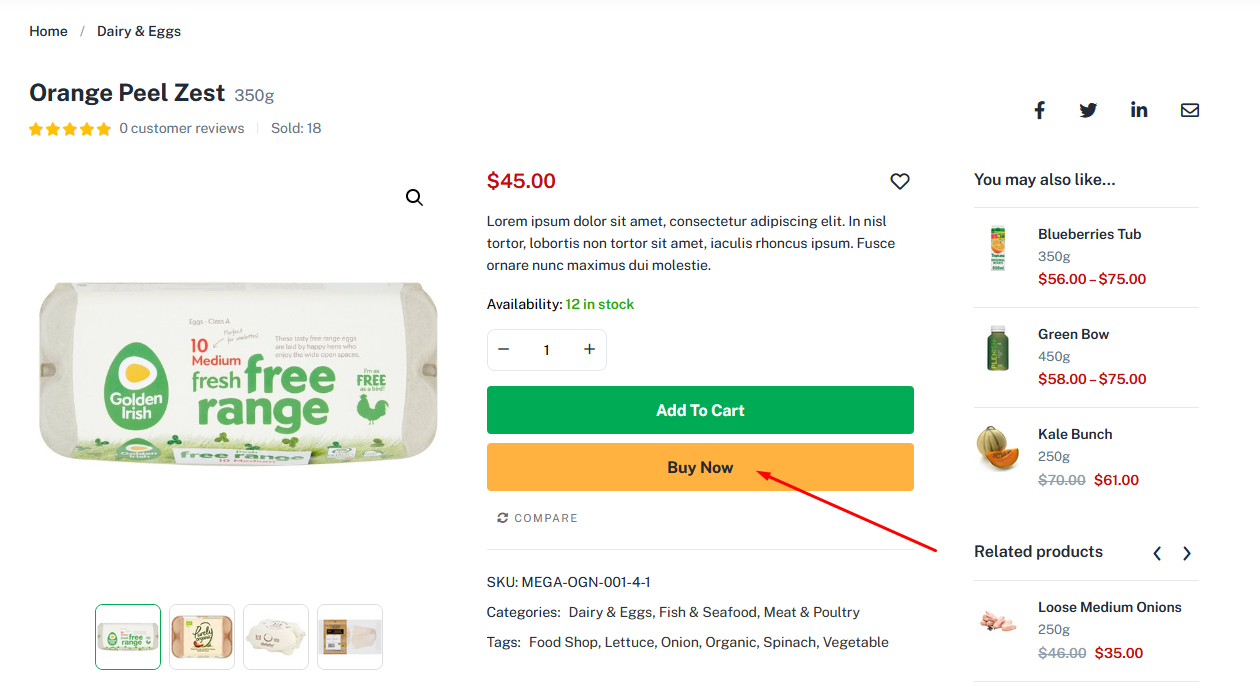 Home / Dairy & Eggs
Orange Peel Zest 350g
0 customer reviews Sold: 18
$45.00
Lorem ipsum dolor sit amet, consectetur adipiscing elit. In nisl
tortor, lobortis non tortor sit amet, iaculis rhoncus ipsum. Fusce
ornare nunc maximus dui molestie.
Availability: 12 in stock
− 1 +
Add To Cart
Buy Now
COMPARE
SKU: MEGA-OGN-001-4-1
Categories: Dairy & Eggs, Fish & Seafood, Meat & Poultry
Tags: Food Shop, Lettuce, Onion, Organic, Spinach, Vegetable
Eggs - Class A
10
Medium
fresh free
range
Perfect
for omelettes!
These tasty free range eggs
are laid by happy hens who
enjoy the wide open spaces.
I'm as
FREE
as a bird!
Golden
Irish
fresh
free range
10 Medium
free
range
Purely
organic
You may also like…
Blueberries Tub
350g
$56.00 – $75.00
Green Bow
450g
$58.00 – $75.00
Kale Bunch
250g
$70.00 $61.00
Related products
Loose Medium Onions
250g
$46.00 $35.00